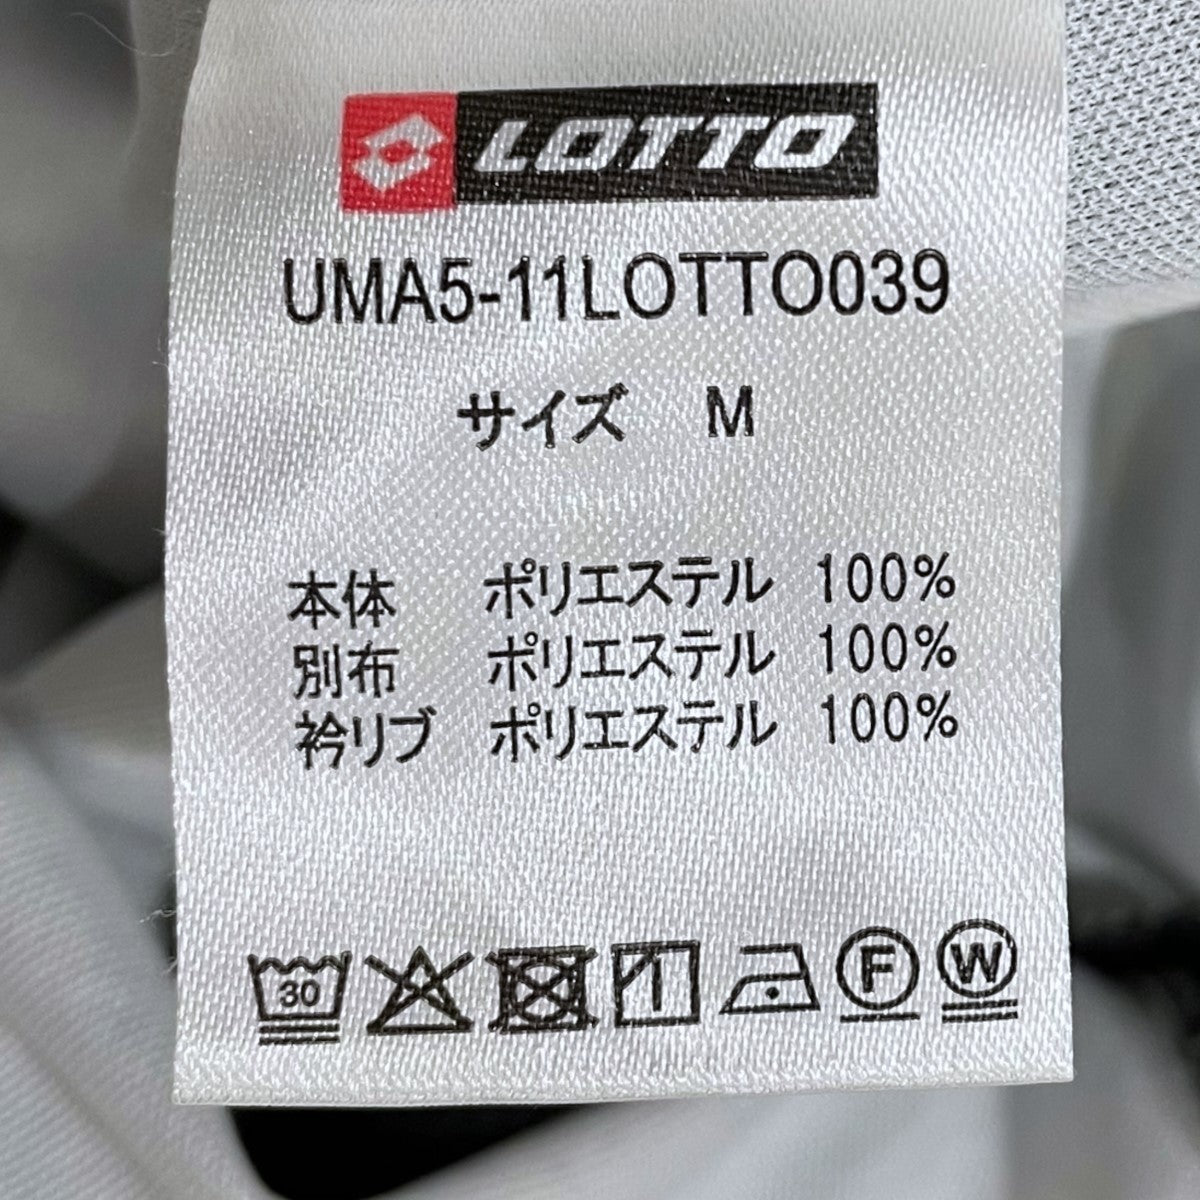 LOTTO
UMA5-11LOTTO039
サイズ M
本体 ポリエステル 100%
別布 ポリエステル 100%
衿リブ ポリエステル 100%
30 F W